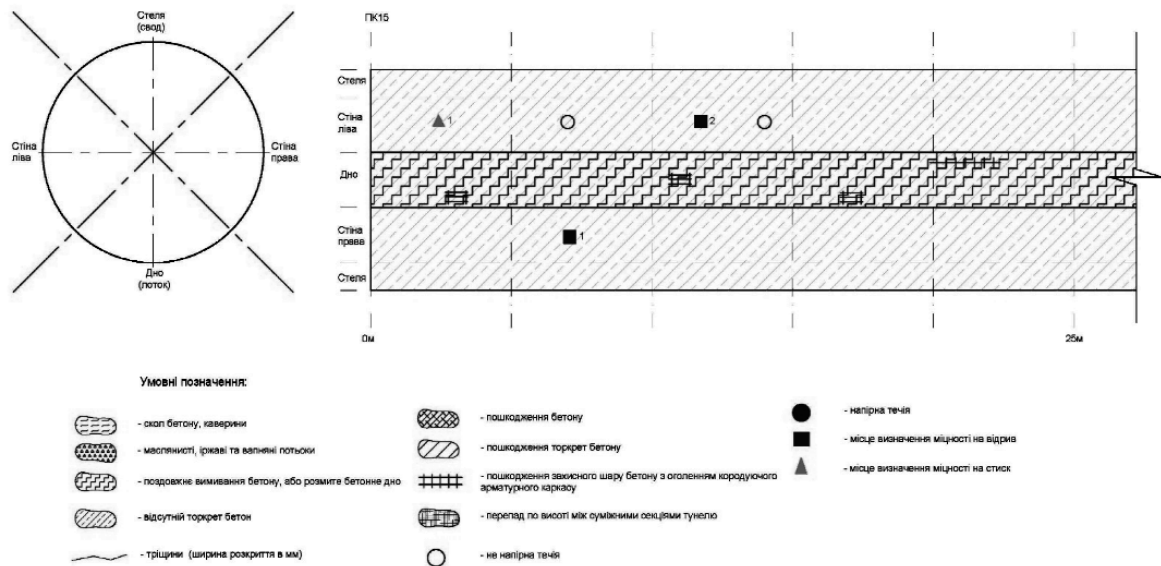 Стеля
(свод)
Стіна
ліва
Стіна
права
Дно
(лоток)
ПК15
Стеля
Стіна
ліва
1
2
Дно
Стіна
права
1
Стеля
0м
25м
Умовні позначення:
- скол бетону, каверини
- маслянисті, іржаві та вапняні потьоки
- поздовжнє вимивання бетону, або розмите бетонне дно
- відсутній торкрет бетон
- тріщини (ширина розкриття в мм)
- пошкодження бетону
- пошкодження торкрет бетону
- пошкодження захисного шару бетону з оголенням кородуючого
арматурного каркасу
- перепад по висоті між суміжними секціями тунелю
- не напірна течія
- напірна течія
- місце визначення міцності на відрив
- місце визначення міцності на стиск